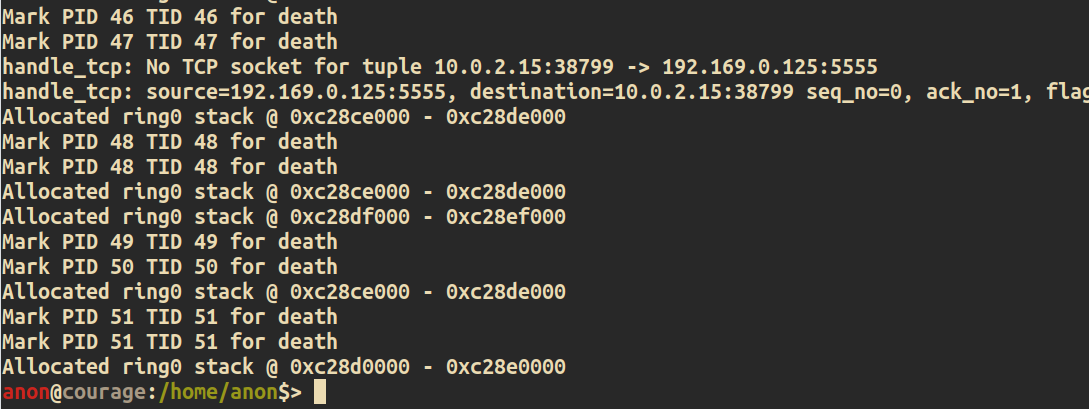 Mark PID 46 TID 46 for death
Mark PID 47 TID 47 for death
handle_tcp: No TCP socket for tuple 10.0.2.15:38799 -> 192.169.0.125:5555
handle_tcp: source=192.169.0.125:5555, destination=10.0.2.15:38799 seq_no=0, ack_no=1, flag
Allocated ring0 stack @ 0xc28ce000 - 0xc28de000
Mark PID 48 TID 48 for death
Mark PID 48 TID 48 for death
Allocated ring0 stack @ 0xc28ce000 - 0xc28de000
Allocated ring0 stack @ 0xc28df000 - 0xc28ef000
Mark PID 49 TID 49 for death
Mark PID 50 TID 50 for death
Allocated ring0 stack @ 0xc28ce000 - 0xc28de000
Mark PID 51 TID 51 for death
Mark PID 51 TID 51 for death
Allocated ring0 stack @ 0xc28d0000 - 0xc28e0000
anon@courage:/home/anon$>